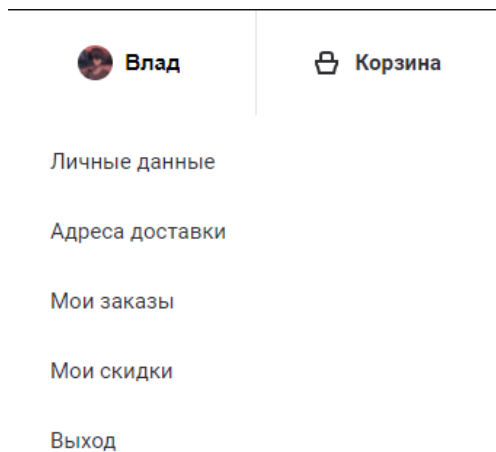 Влад
Корзина
Личные данные
Адреса доставки
Мои заказы
Мои скидки
Выход